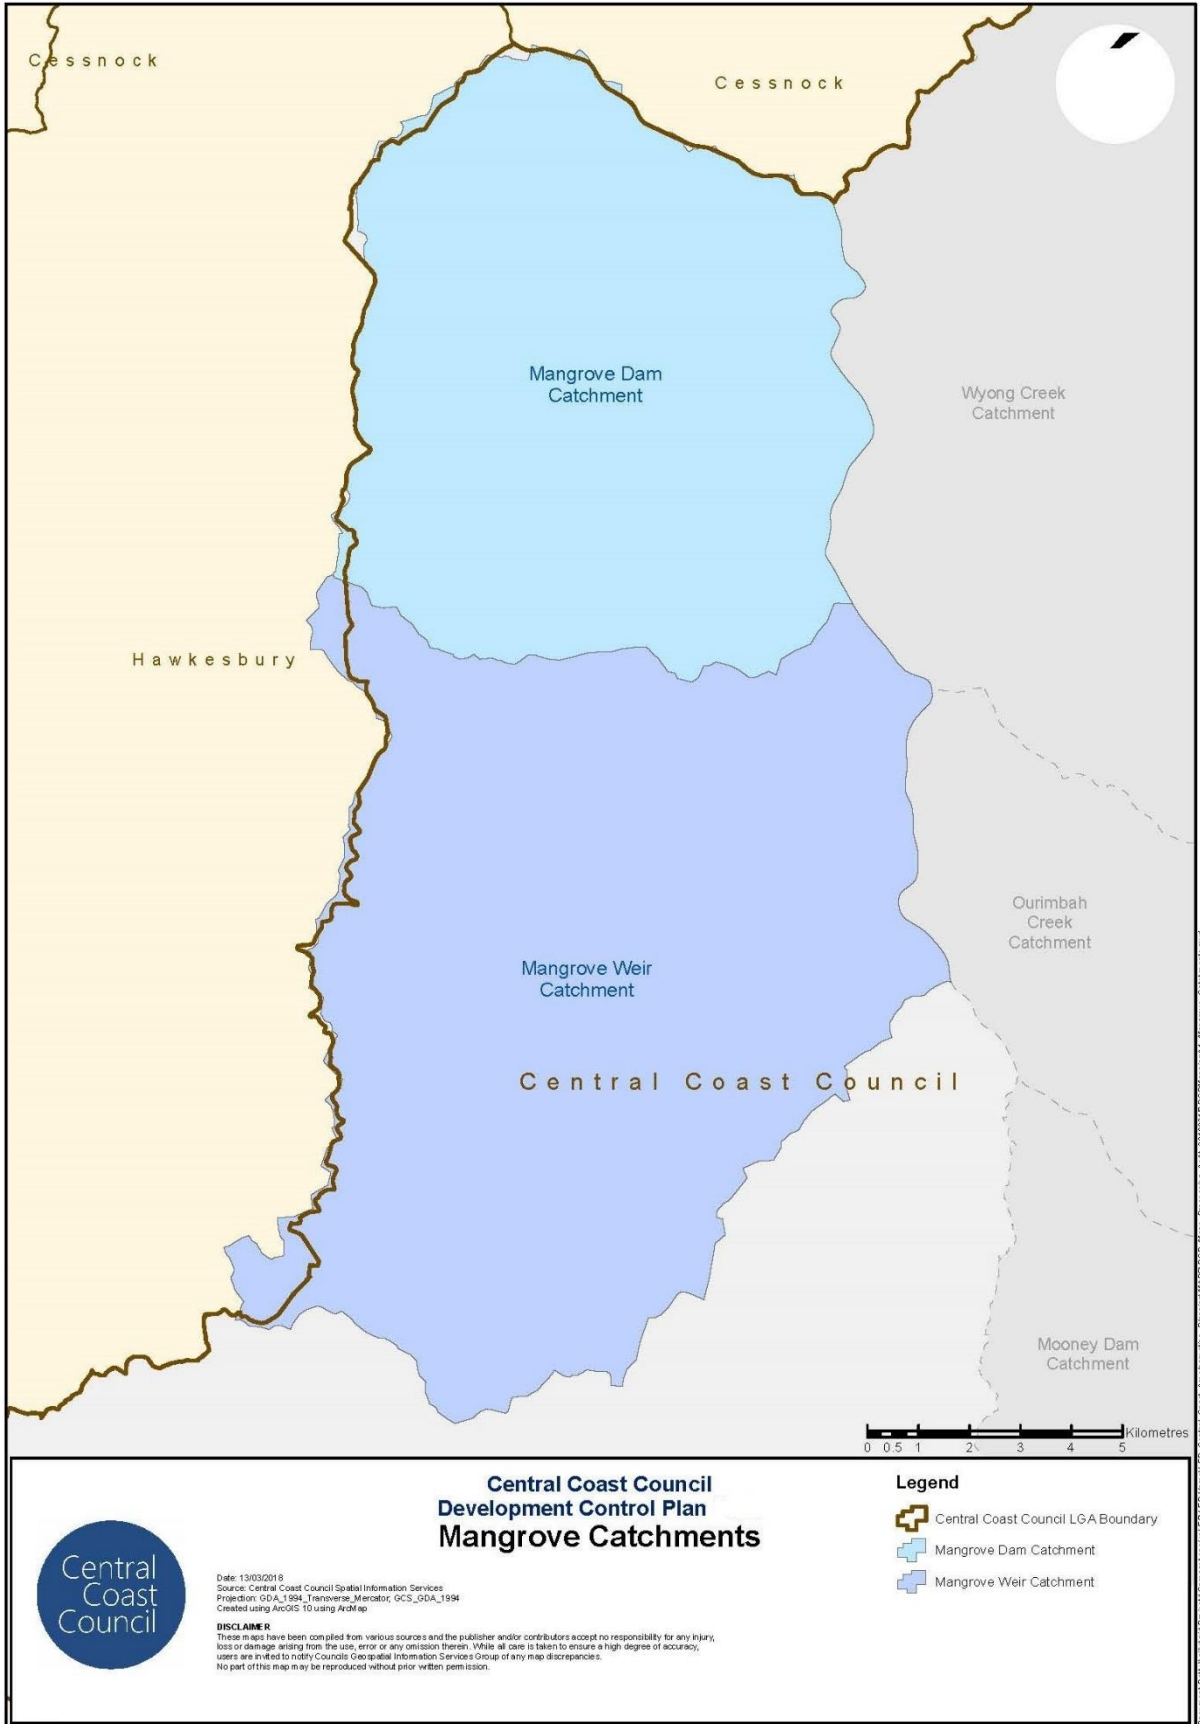 Cessnock
Cessnock
Mangrove Dam
Catchment
Wyong Creek
Catchment
Hawkesbury
Ourimbah
Creek
Catchment
Mangrove Weir
Catchment
Central Coast Council
Mooney Dam
Catchment
Kilometres
0 0.5 1 2 3 4 5
Central Coast Council
Development Control Plan
Mangrove Catchments
Legend
Central Coast Council LGA Boundary
Mangrove Dam Catchment
Mangrove Weir Catchment
Central
Coast
Council
Date: 13/03/2018
Source: Central Coast Council Spatial Information Services
Projection: GDA_1994_Transverse_Mercator, GCS_GDA_1994
Created using ArcGIS 10 using ArcMap
DISCLAIMER
These maps have been compiled from various sources and the publisher and/or contributors accept no responsibility for any injury,
loss or damage arising from the use, error or any omission therein. While all care is taken to ensure a high degree of accuracy,
users are invited to notify Councils Geospatial Information Services Group of any map discrepancies.
No part of this map may be reproduced without prior written permission.